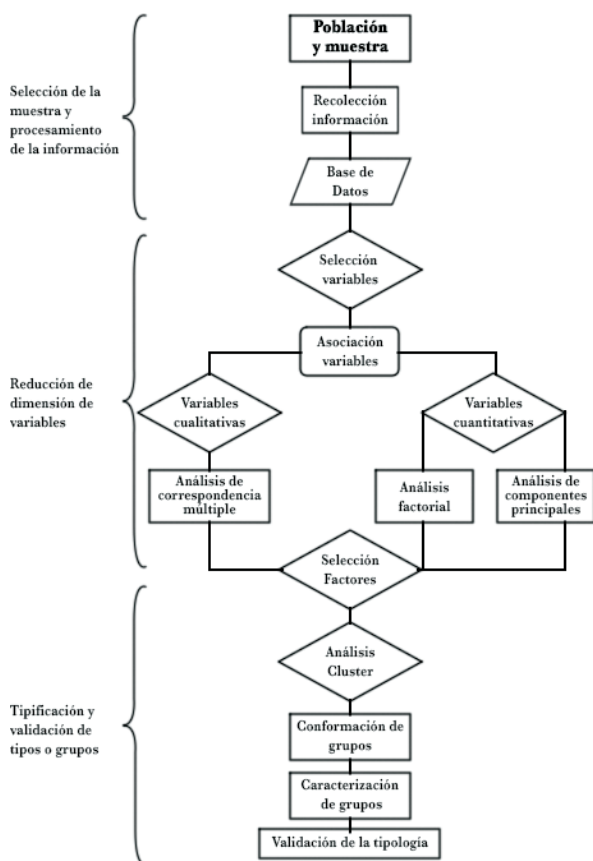 Población
y muestra
Selección de la
muestra y
procesamiento
de la información
Recolección
información
Base de
Datos
Selección
variables
Asociación
variables
Reducción de
dimensión de
variables
Variables
cualitativas
Variables
cuantitativas
Análisis de
correspondencia
múltiple
Análisis
factorial
Análisis de
componentes
principales
Selección
Factores
Análisis
Cluster
Tipificación y
validación de
tipos o grupos
Conformación de
grupos
Caracterización
de grupos
Validación de la tipología